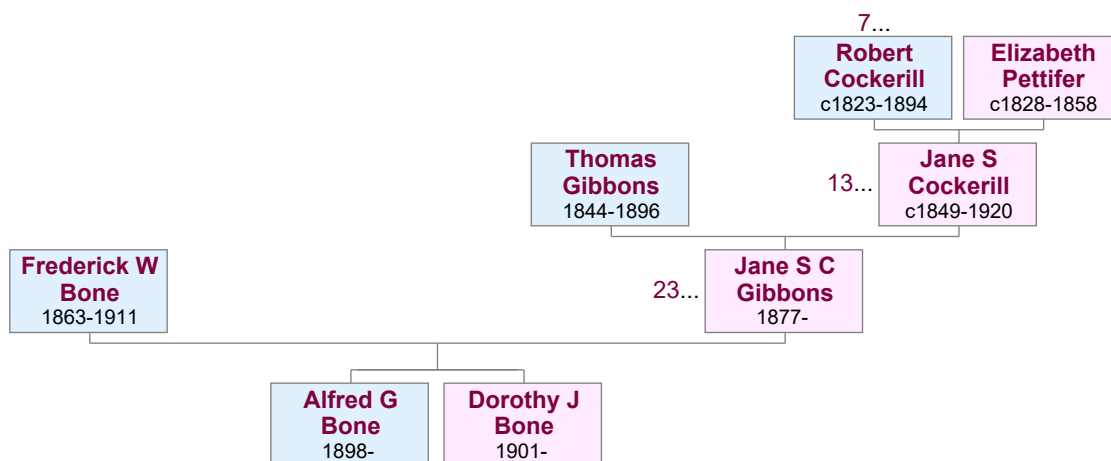 7...
Robert
Cockerill
c1823-1894
Elizabeth
Pettifer
c1828-1858
Thomas
Gibbons
1844-1896
13...
Jane S
Cockerill
c1849-1920
Frederick W
Bone
1863-1911
23...
Jane S C
Gibbons
1877-
Alfred G
Bone
1898-
Dorothy J
Bone
1901-